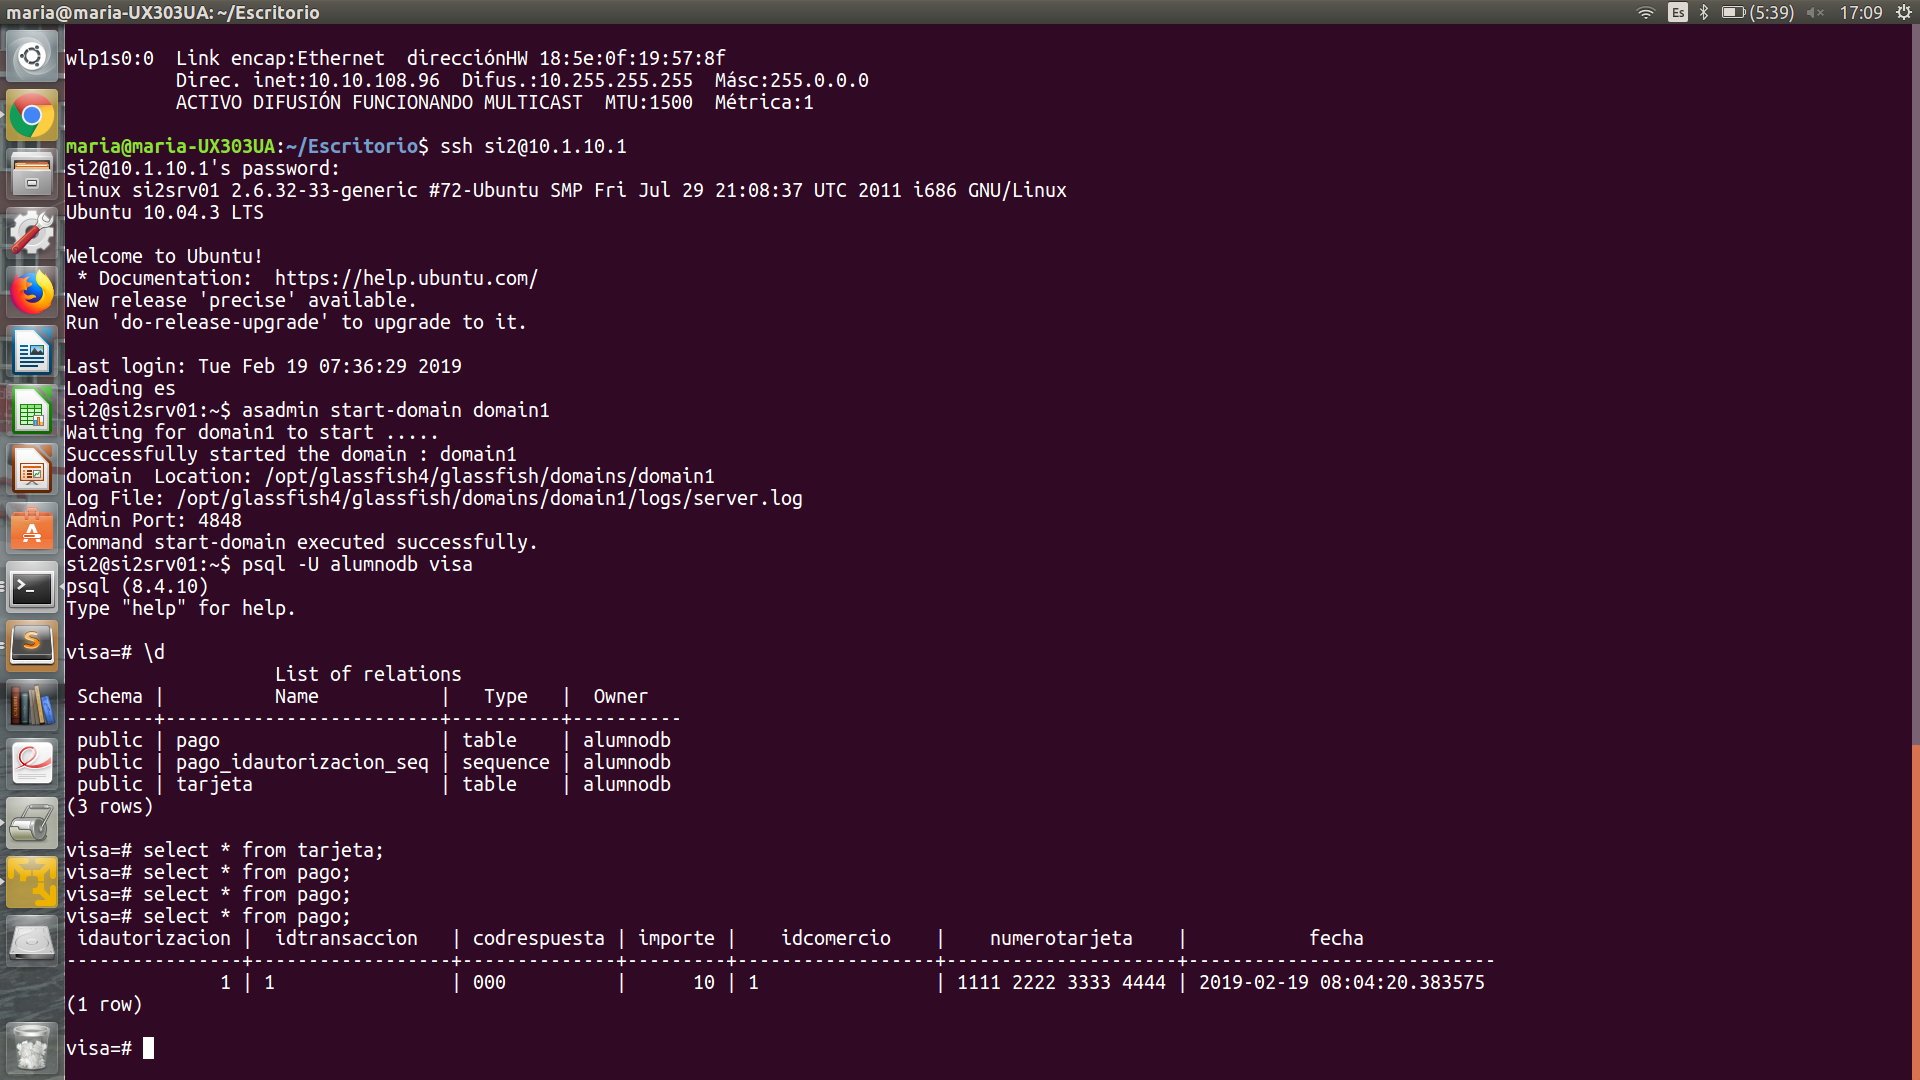 maria@maria-UX303UA: ~/Escritorio
Es
(5:39)
17:09
wlp1s0:0  Link encap:Ethernet  direcciónHW 18:5e:0f:19:57:8f
          Direc. inet:10.10.108.96  Difus.:10.255.255.255  Másc:255.0.0.0
          ACTIVO DIFUSIÓN FUNCIONANDO MULTICAST  MTU:1500  Métrica:1
maria@maria-UX303UA:~/Escritorio$ ssh si2@10.1.10.1
si2@10.1.10.1's password:
Linux si2srv01 2.6.32-33-generic #72-Ubuntu SMP Fri Jul 29 21:08:37 UTC 2011 i686 GNU/Linux
Ubuntu 10.04.3 LTS
Welcome to Ubuntu!
 * Documentation:  https://help.ubuntu.com/
New release 'precise' available.
Run 'do-release-upgrade' to upgrade to it.
Last login: Tue Feb 19 07:36:29 2019
Loading es
si2@si2srv01:~$ asadmin start-domain domain1
Waiting for domain1 to start .....
Successfully started the domain : domain1
domain  Location: /opt/glassfish4/glassfish/domains/domain1
Log File: /opt/glassfish4/glassfish/domains/domain1/logs/server.log
Admin Port: 4848
Command start-domain executed successfully.
si2@si2srv01:~$ psql -U alumnodb visa
psql (8.4.10)
Type "help" for help.
visa=# \d
                   List of relations
 Schema |          Name           |   Type   |  Owner
--------+-------------------------+----------+----------
 public | pago                    | table    | alumnodb
 public | pago_idautorizacion_seq | sequence | alumnodb
 public | tarjeta                 | table    | alumnodb
(3 rows)
visa=# select * from tarjeta;
visa=# select * from pago;
visa=# select * from pago;
visa=# select * from pago;
 idautorizacion |  idtransaccion   | codrespuesta | importe |    idcomercio    |    numerotarjeta    |           fecha
----------------+------------------+--------------+---------+------------------+---------------------+----------------------------
              1 | 1                | 000          |      10 | 1                | 1111 2222 3333 4444 | 2019-02-19 08:04:20.383575
(1 row)
visa=#